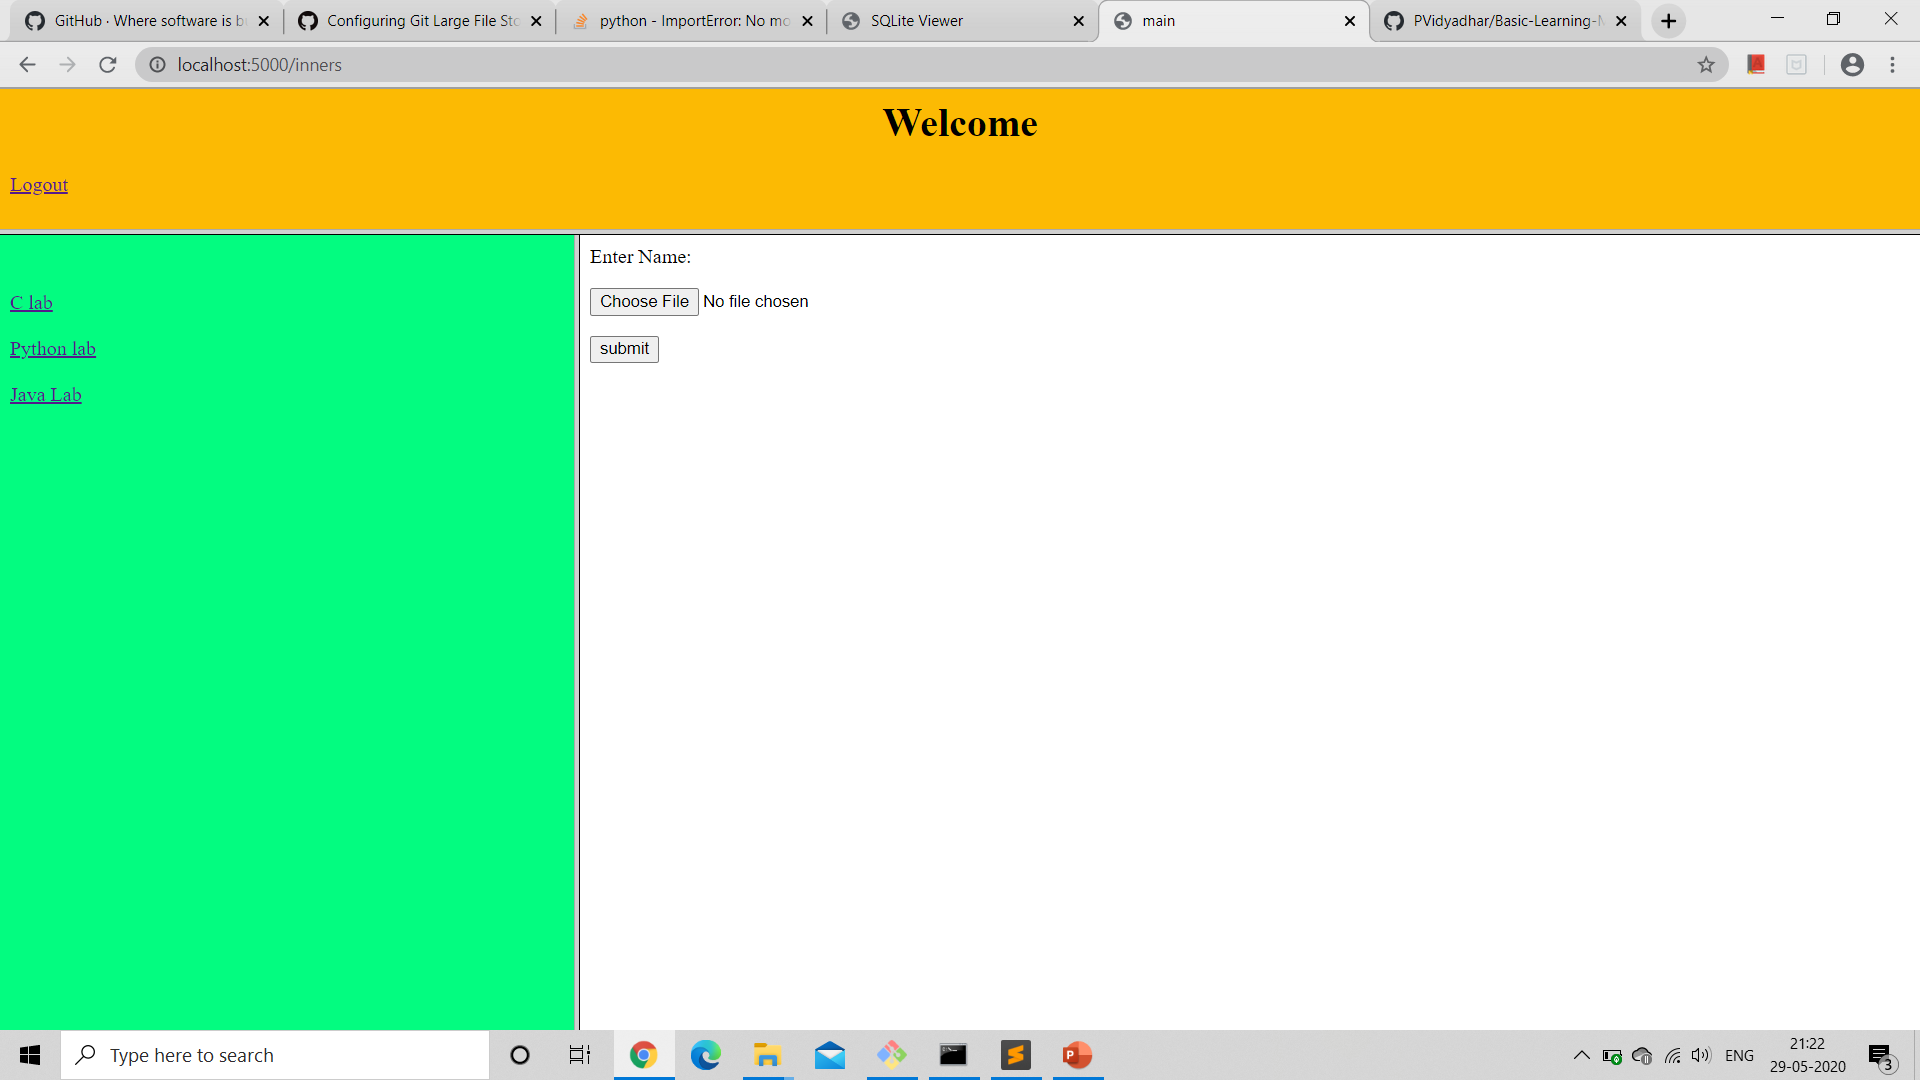 GitHub · Where software is b
Configuring Git Large File Sto
python - ImportError: No mo
SQLite Viewer
main
PVidyadhar/Basic-Learning-M
localhost:5000/inners
Welcome
Logout
C lab
Python lab
Java Lab
Enter Name:
Choose File No file chosen
submit
Type here to search
ENG
21:22
29-05-2020
3